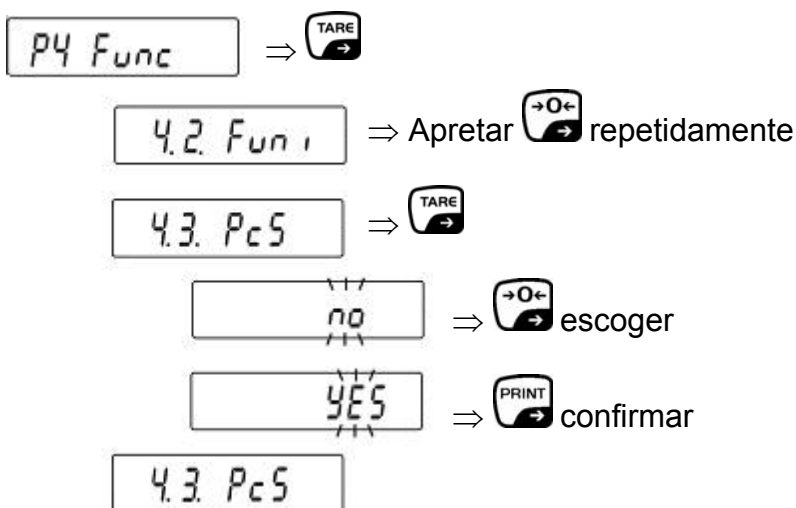 P4 Func ⇒ TARE
4.2. Fun i ⇒ Apretar →0← repetidamente
4.3. PcS ⇒ TARE
no ⇒ →0← escoger
YES ⇒ PRINT confirmar
4.3. PcS